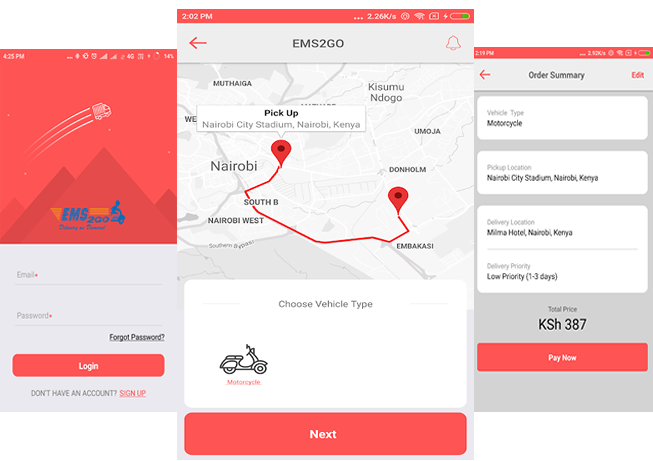 4:25 PM
4G
14%
EMS
2GO
Delivery on Demand
Email*
Password*
Forgot Password?
Login
DON'T HAVE AN ACCOUNT? SIGN UP
2:02 PM
... 2.26K/s
EMS2GO
MUTHAIGA
Kisumu
Ndogo
Pick Up
Nairobi City Stadium, Nairobi, Kenya
UMOJA
Nairobi
DONHOLM
SOUTH B
NAIROBI WEST
Southern Bypass
EMBAKASI
Choose Vehicle Type
Motorcycle
Next
2:19 PM
... 2.92K/s
Order Summary
Edit
Vehicle Type
Motorcycle
Pickup Location
Nairobi City Stadium, Nairobi, Kenya
Delivery Location
Milma Hotel, Nairobi, Kenya
Delivery Priority
Low Priority (1-3 days)
Total Price
KSh 387
Pay Now